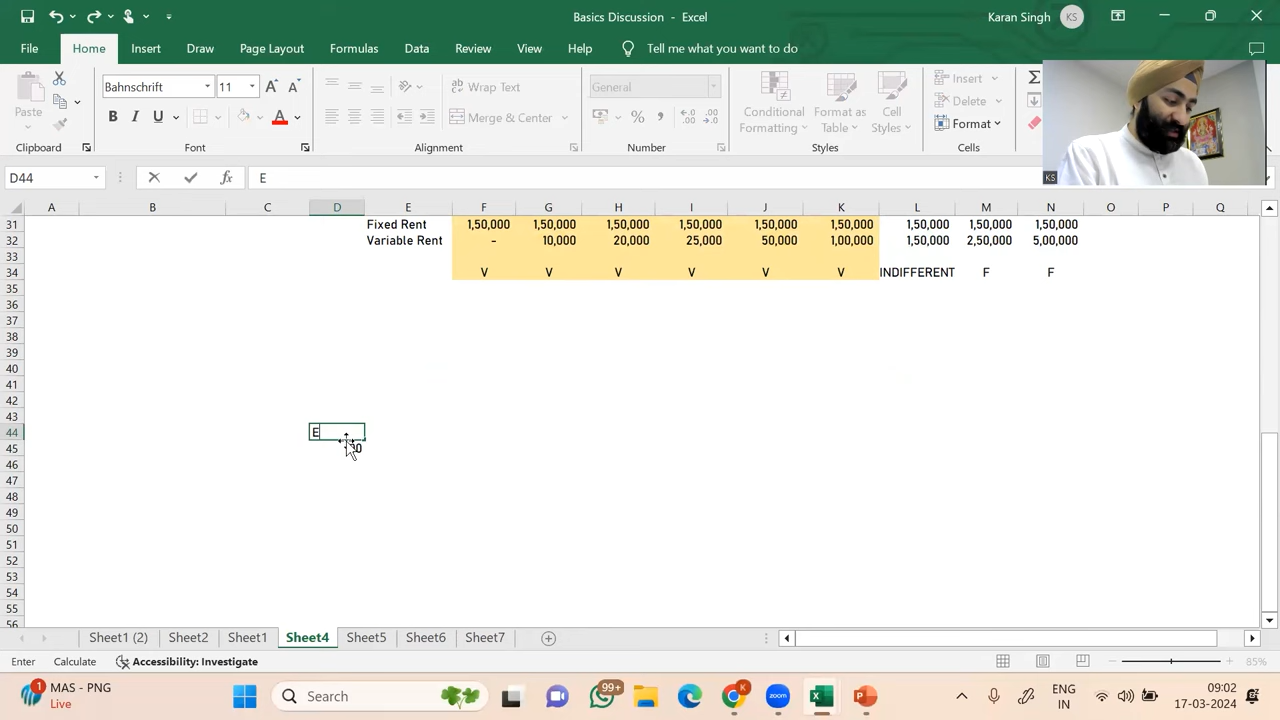 Basics Discussion - Excel
Karan Singh
KS
File
Home
Insert
Draw
Page Layout
Formulas
Data
Review
View
Help
Tell me what you want to do
Paste
Clipboard
Bahnschrift
11
B I U
Font
Wrap Text
Merge & Center
Alignment
General
%
Number
Conditional Formatting
Format as Table
Cell Styles
Styles
Insert
Delete
Format
Cells
KS
D44
fx
E
A B C D E F G H I J K L M N O P Q
31 Fixed Rent 1,50,000 1,50,000 1,50,000 1,50,000 1,50,000 1,50,000 1,50,000 1,50,000 1,50,000
32 Variable Rent - 10,000 20,000 25,000 50,000 1,00,000 1,50,000 2,50,000 5,00,000
33
34 V V V V V V INDIFFERENT F F
35
36
37
38
39
40
41
42
43
44 E
45
46
47
48
49
50
51
52
53
54
55
56
Sheet1 (2)
Sheet2
Sheet1
Sheet4
Sheet5
Sheet6
Sheet7
Enter
Calculate
Accessibility: Investigate
85%
1
MAS - PNG
Live
Search
99+
zoom
ENG
IN
09:02
17-03-2024